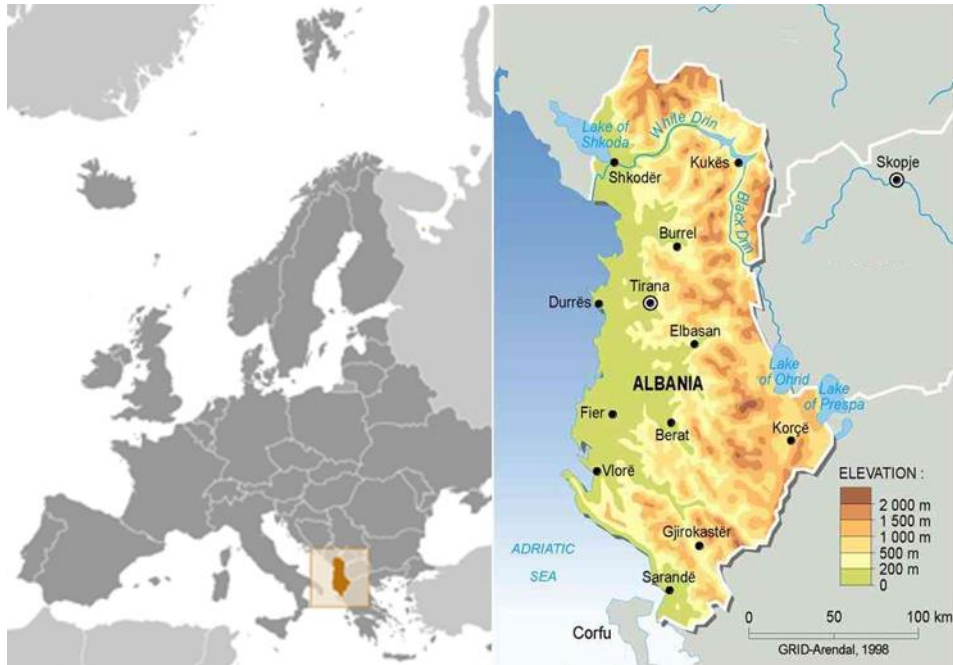 Lake of
Shkoda
White Drin
Shkodër
Kukës
Skopje
Black Drin
Burrel
Tirana
Durrës
Elbasan
ALBANIA
Lake
of Ohrid
Lake
of Prespa
Fier
Berat
Korçë
Vlorë
ELEVATION :
2 000 m
1 500 m
1 000 m
500 m
200 m
0
Gjirokastër
ADRIATIC
SEA
Sarandë
Corfu
0 50 100 km
GRID-Arendal, 1998